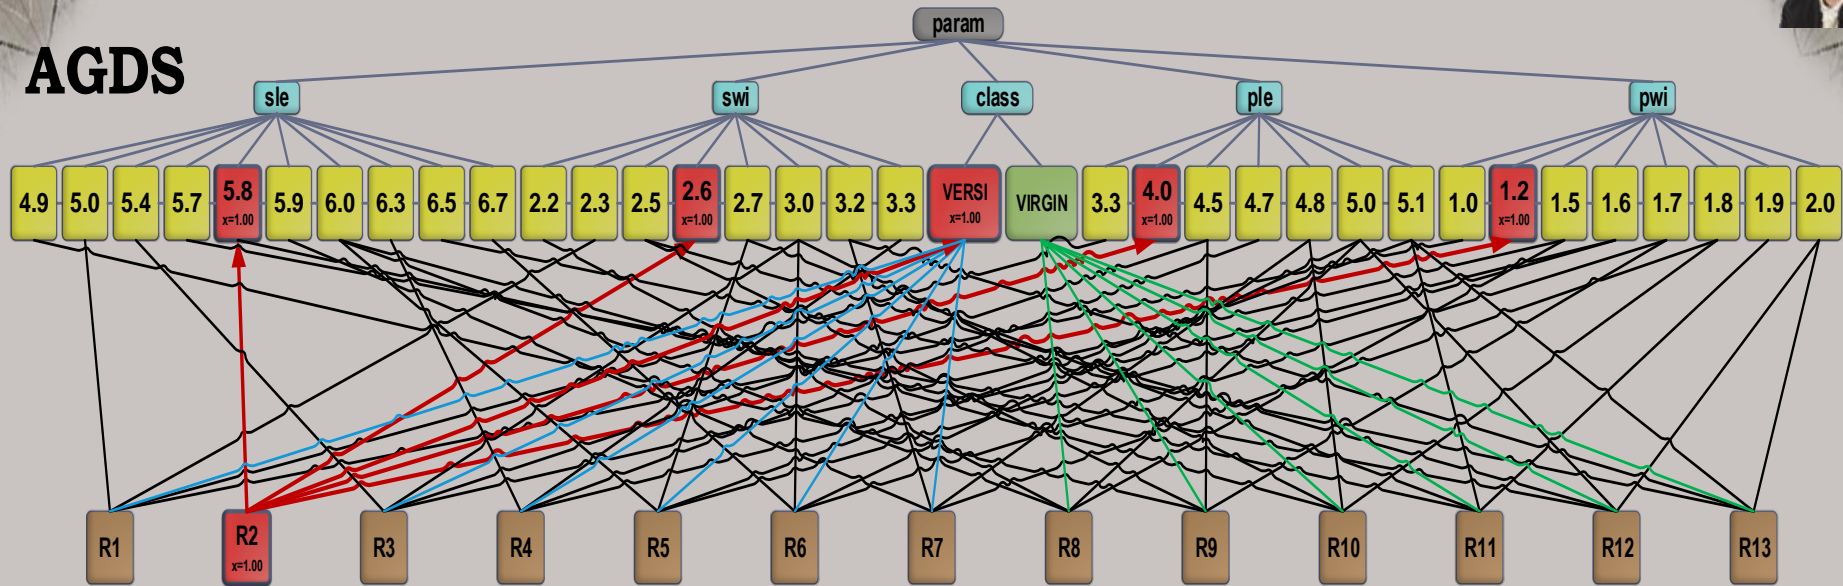 param
AGDS
sle swi class ple pwi
4.9 5.0 5.4 5.7 5.8 5.9 6.0 6.3 6.5 6.7 2.2 2.3 2.5 2.6 2.7 3.0 3.2 3.3 VERSI VIRGIN 3.3 4.0 4.5 4.7 4.8 5.0 5.1 1.0 1.2 1.5 1.6 1.7 1.8 1.9 2.0
x=1.00 x=1.00 x=1.00 x=1.00 x=1.00
R1 R2 R3 R4 R5 R6 R7 R8 R9 R10 R11 R12 R13
x=1.00